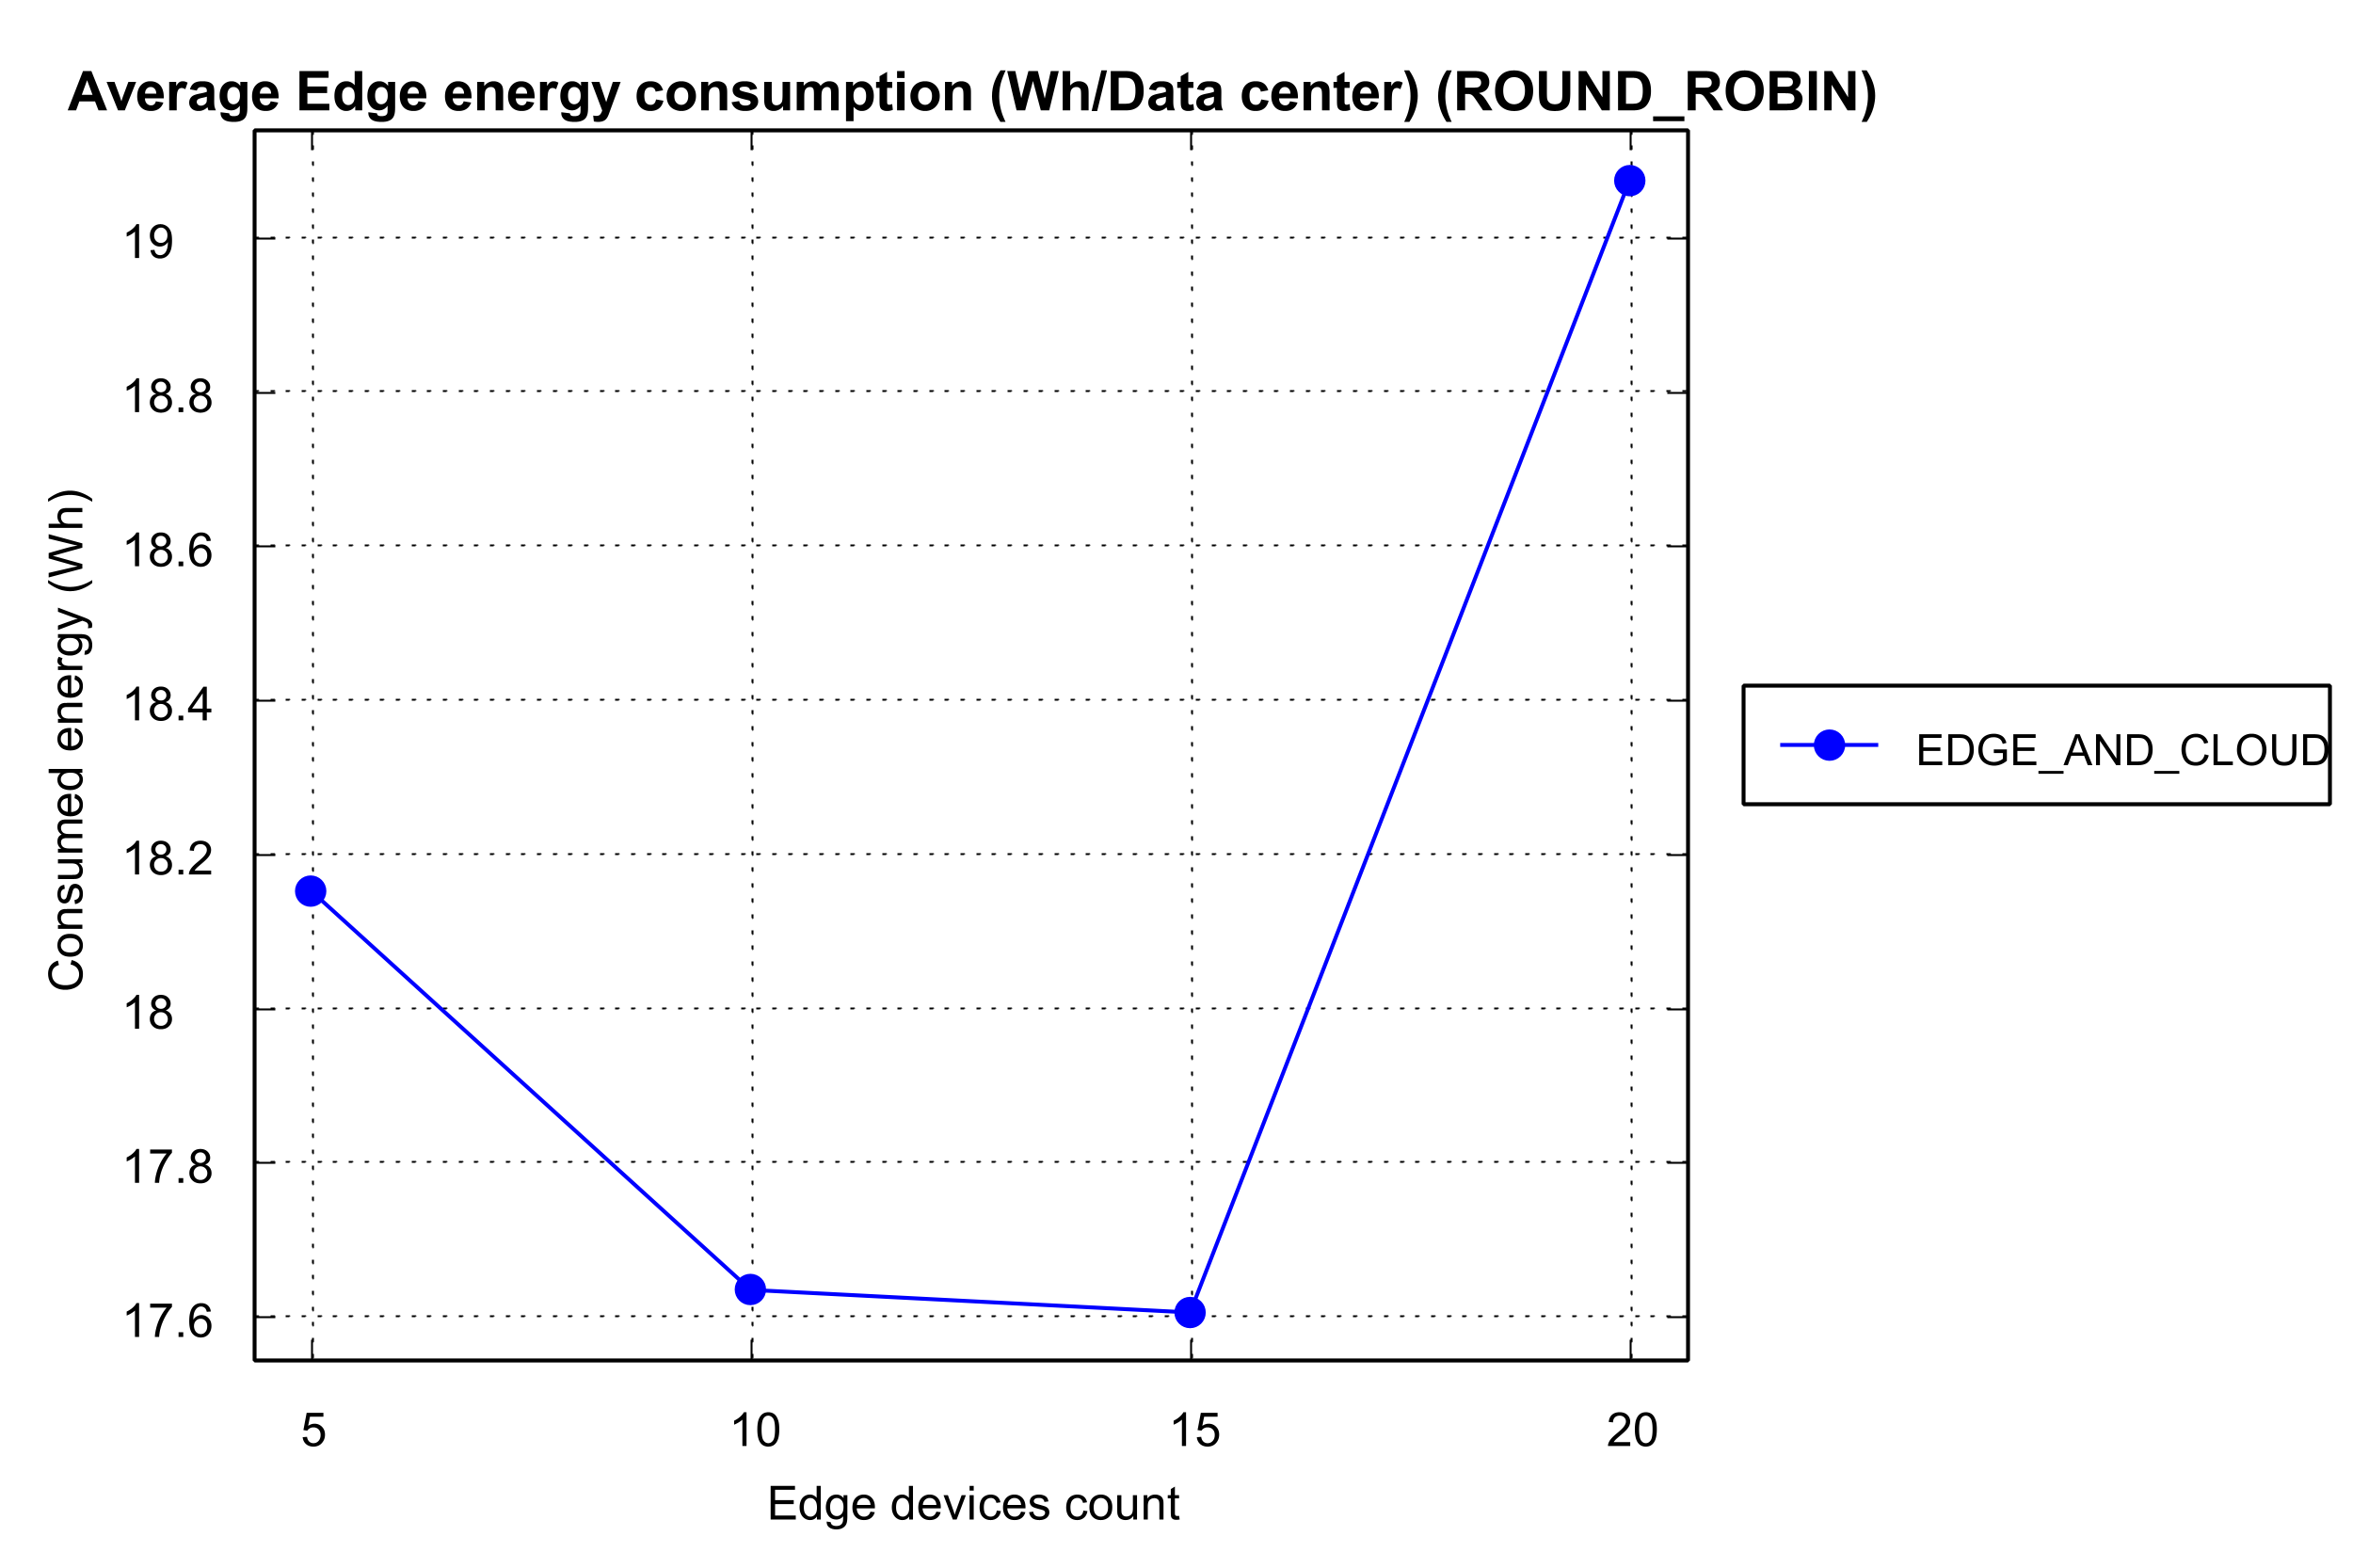 Average Edge energy consumption (Wh/Data center) (ROUND_ROBIN)
19
18.8
18.6
18.4
18.2
18
17.8
17.6
Consumed energy (Wh)
5 10 15 20
Edge devices count
EDGE_AND_CLOUD